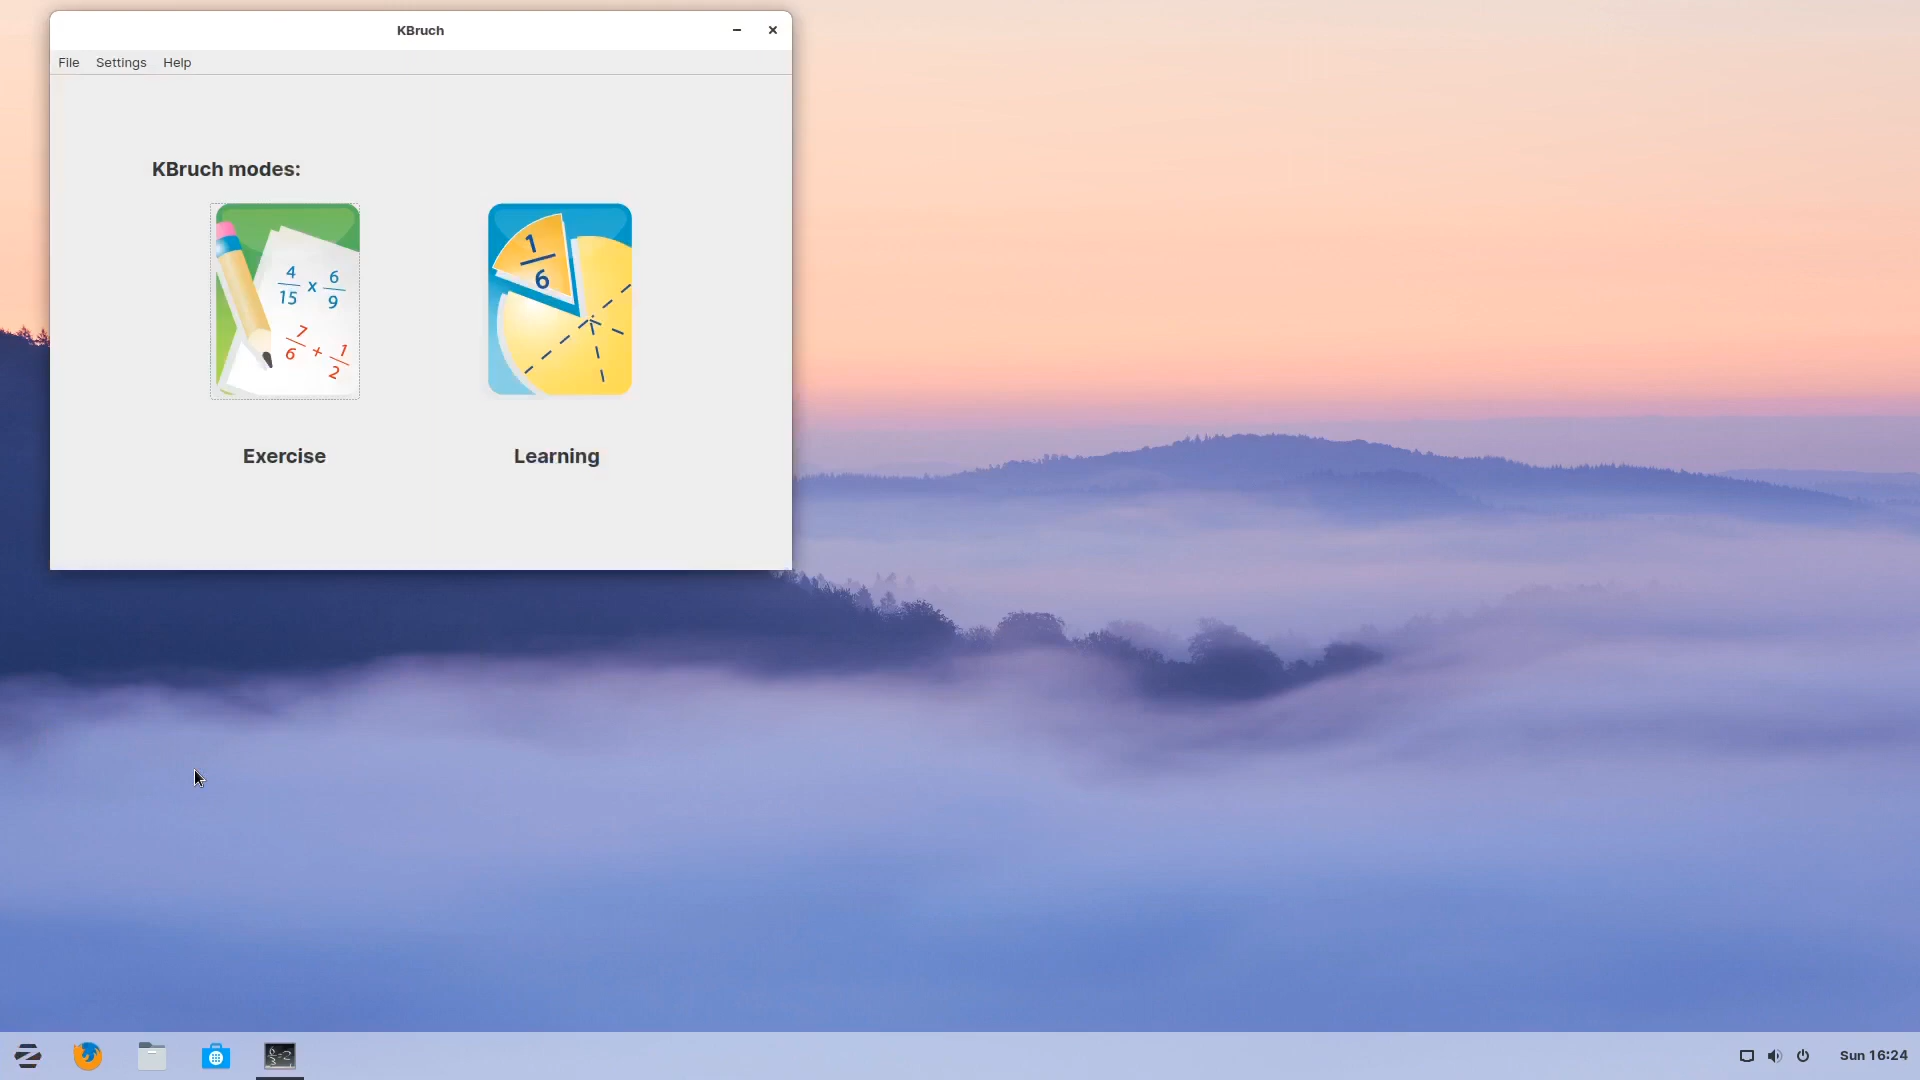 KBruch
File Settings Help
KBruch modes:
4/15 x 6/9
7/6 + 1/2
1/6
Exercise
Learning
Sun 16:24